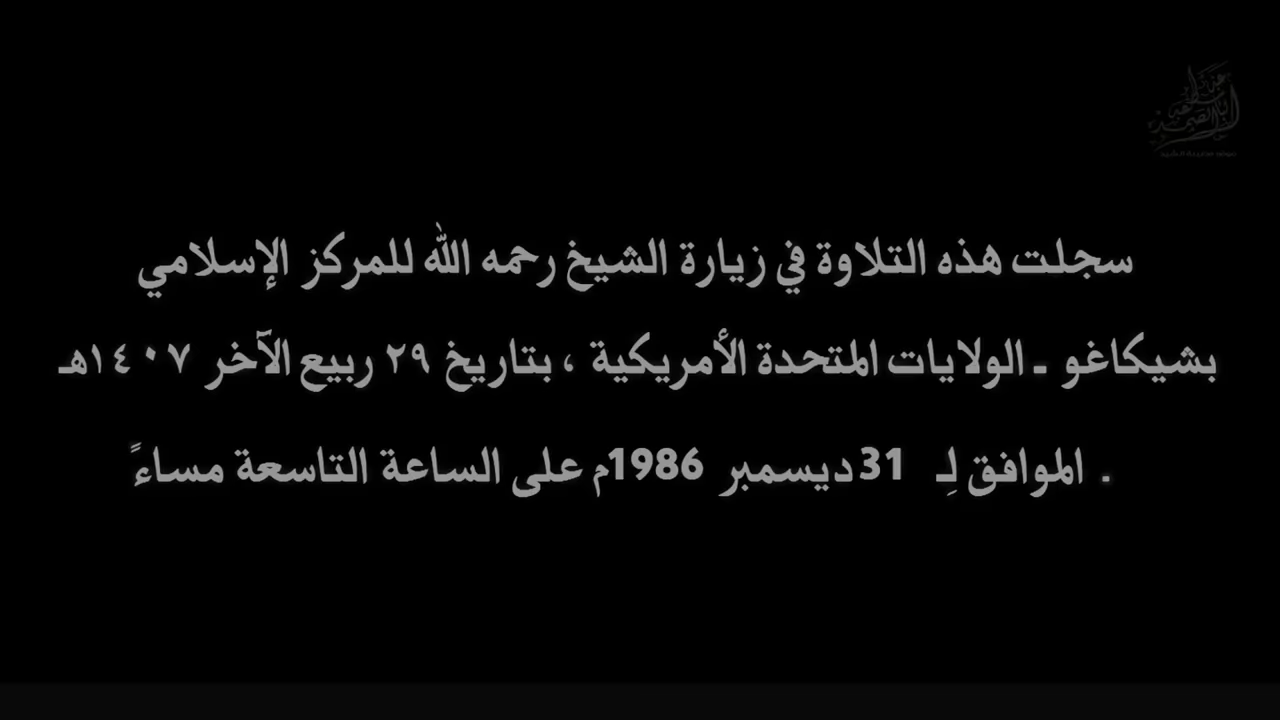 سجلت هذه التلاوة في زيارة الشيخ رحمه الله للمركز الإسلامي
بشيكاغو ـ الولايات المتحدة الأمريكية ، بتاريخ ٢٩ ربيع الآخر ١٤٠٧هـ
. الموافق لِـ 31 ديسمبر 1986م على الساعة التاسعة مساءً